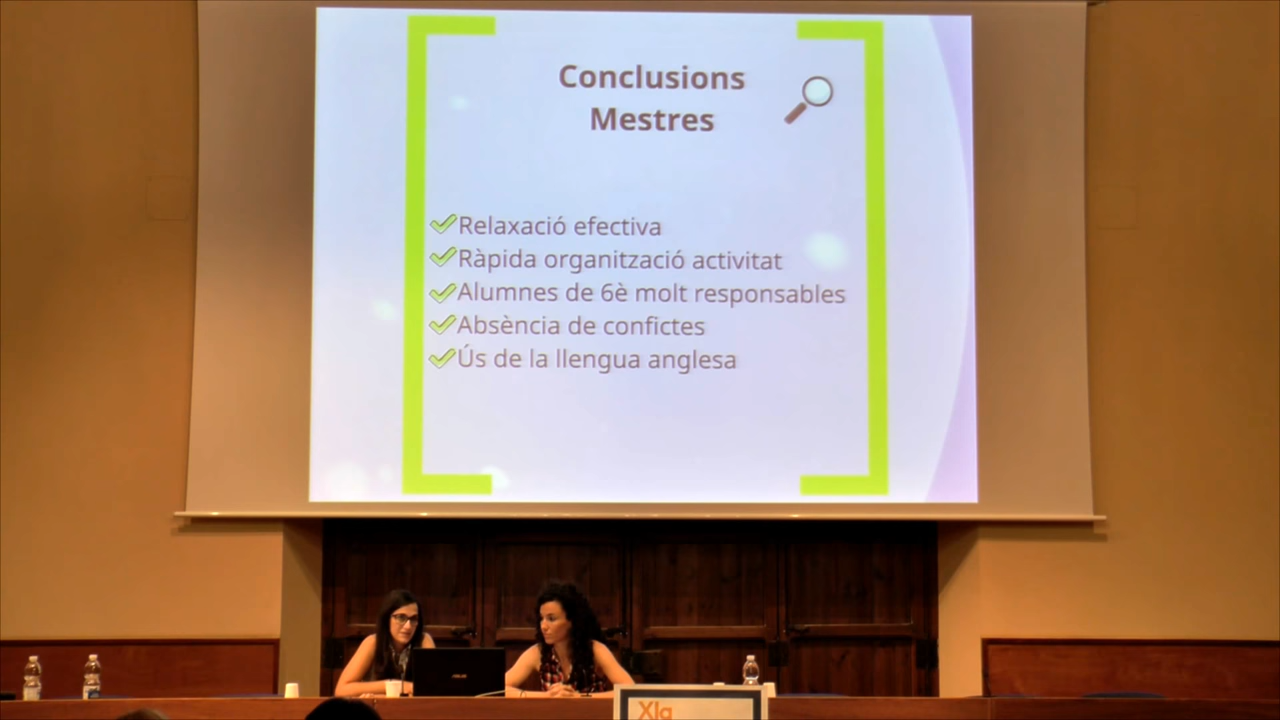 Conclusions
Mestres
Relaxació efectiva
Ràpida organització activitat
Alumnes de 6è molt responsables
Absència de confictes
Ús de la llengua anglesa
XIa